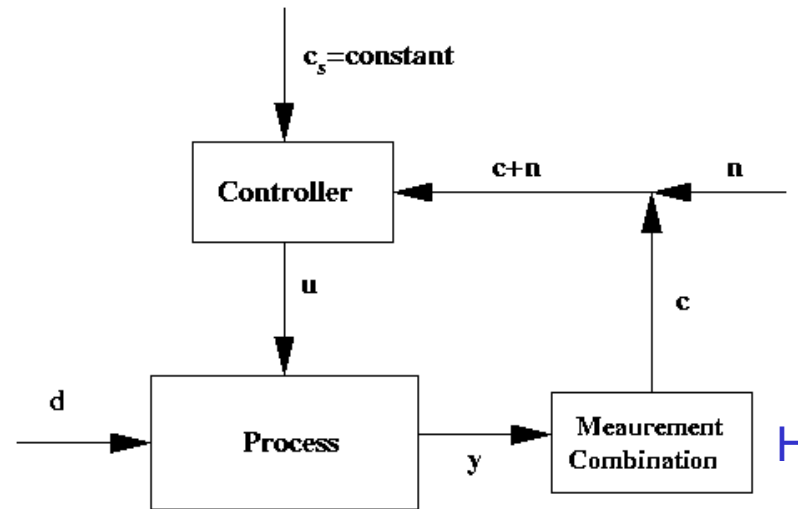 c_s=constant
Controller
c+n
n
u
c
d
Process
y
Meaurement
Combination
H